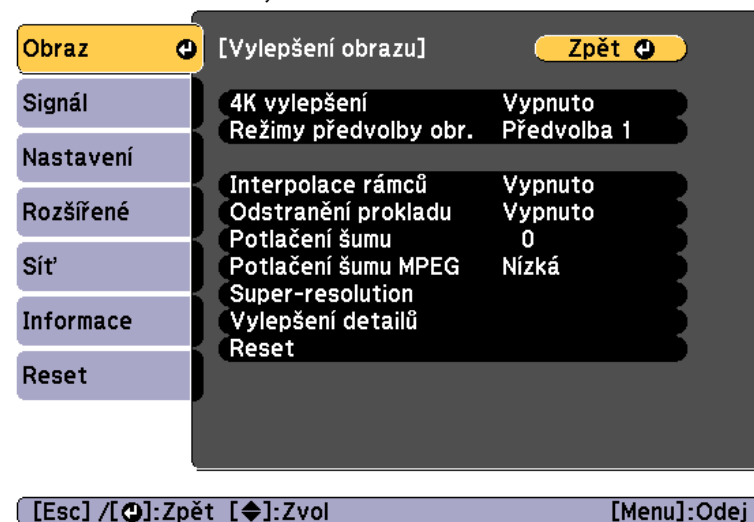 Obraz
[Vylepšení obrazu] Zpět
Signál
4K vylepšení Vypnuto
Režimy předvolby obr. Předvolba 1
Nastavení
Interpolace rámců Vypnuto
Rozšířené
Odstranění prokladu Vypnuto
Potlačení šumu 0
Síť
Potlačení šumu MPEG Nízká
Super-resolution
Informace
Vylepšení detailů
Reset
Reset
[Esc] /[ ]:Zpět [ ]:Zvol [Menu]:Odej